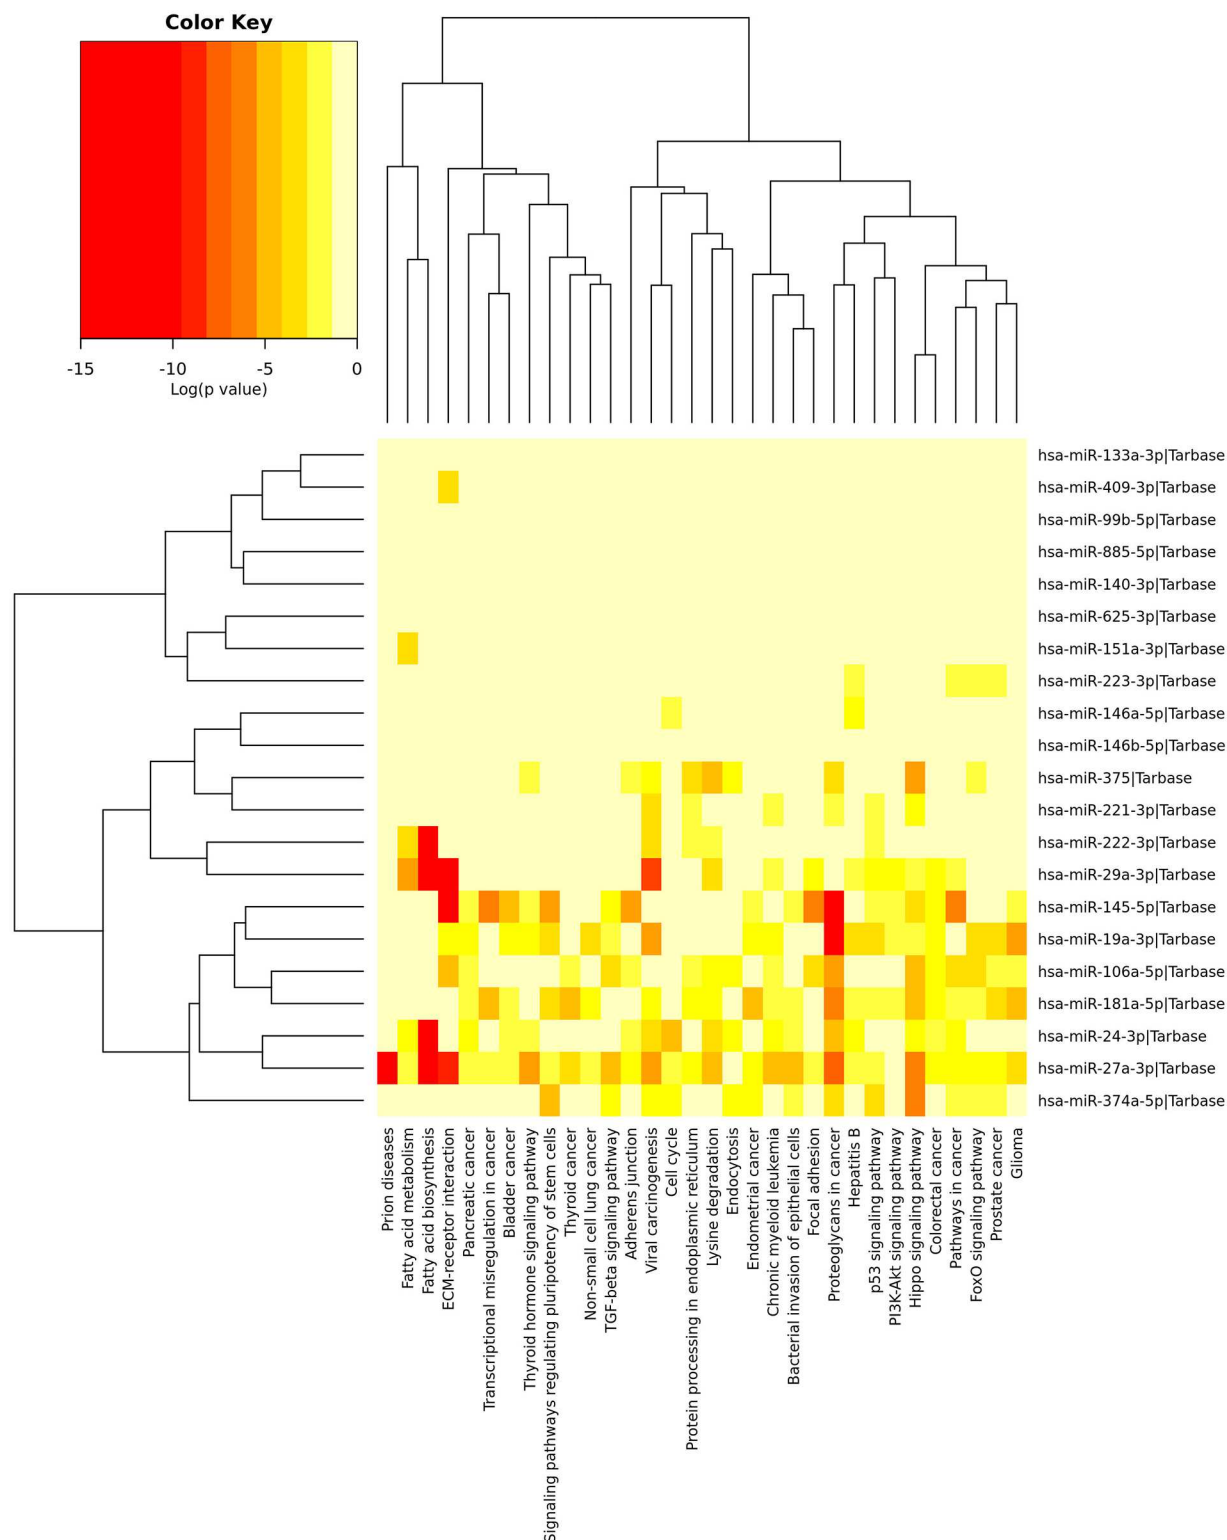 Color Key
-15
-10
-5
0
Log(p value)
hsa-miR-133a-3p|Tarbase
hsa-miR-409-3p|Tarbase
hsa-miR-99b-5p|Tarbase
hsa-miR-885-5p|Tarbase
hsa-miR-140-3p|Tarbase
hsa-miR-625-3p|Tarbase
hsa-miR-151a-3p|Tarbase
hsa-miR-223-3p|Tarbase
hsa-miR-146a-5p|Tarbase
hsa-miR-146b-5p|Tarbase
hsa-miR-375|Tarbase
hsa-miR-221-3p|Tarbase
hsa-miR-222-3p|Tarbase
hsa-miR-29a-3p|Tarbase
hsa-miR-145-5p|Tarbase
hsa-miR-19a-3p|Tarbase
hsa-miR-106a-5p|Tarbase
hsa-miR-181a-5p|Tarbase
hsa-miR-24-3p|Tarbase
hsa-miR-27a-3p|Tarbase
hsa-miR-374a-5p|Tarbase
Prion diseases
Fatty acid metabolism
Fatty acid biosynthesis
ECM-receptor interaction
Pancreatic cancer
Transcriptional misregulation in cancer
Bladder cancer
Thyroid hormone signaling pathway
Signaling pathways regulating pluripotency of stem cells
Thyroid cancer
Non-small cell lung cancer
TGF-beta signaling pathway
Adherens junction
Viral carcinogenesis
Cell cycle
Protein processing in endoplasmic reticulum
Lysine degradation
Endocytosis
Endometrial cancer
Chronic myeloid leukemia
Bacterial invasion of epithelial cells
Focal adhesion
Proteoglycans in cancer
Hepatitis B
p53 signaling pathway
PI3K-Akt signaling pathway
Hippo signaling pathway
Colorectal cancer
Pathways in cancer
FoxO signaling pathway
Prostate cancer
Glioma